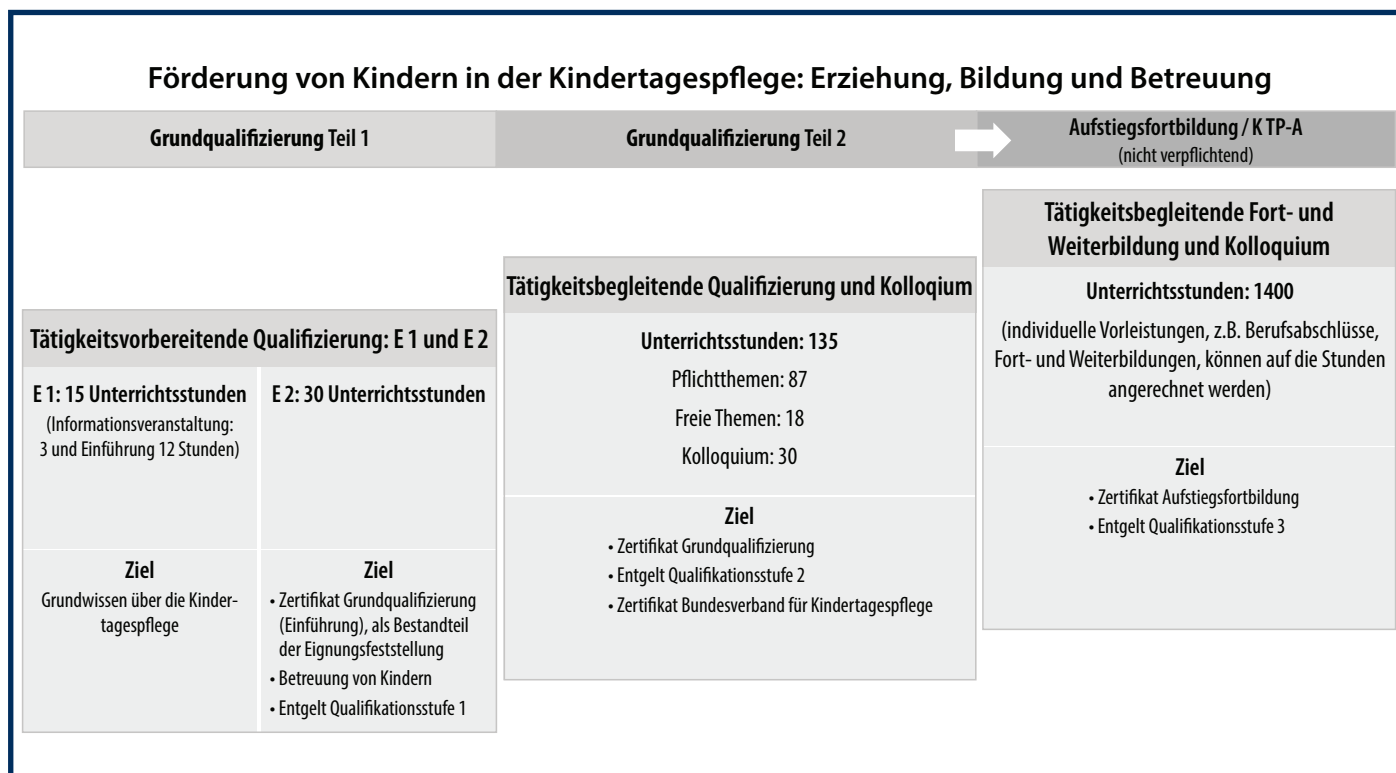 Förderung von Kindern in der Kindertagespflege: Erziehung, Bildung und Betreuung
Grundqualifizierung Teil 1
Grundqualifizierung Teil 2
Aufstiegsfortbildung / K TP-A
(nicht verpflichtend)
Tätigkeitsvorbereitende Qualifizierung: E 1 und E 2
E 1: 15 Unterrichtsstunden
(Informationsveranstaltung:
3 und Einführung 12 Stunden)
Ziel
Grundwissen über die Kinder-
tagespflege
E 2: 30 Unterrichtsstunden
Ziel
• Zertifikat Grundqualifizierung
(Einführung), als Bestandteil
der Eignungsfeststellung
• Betreuung von Kindern
• Entgelt Qualifikationsstufe 1
Tätigkeitsbegleitende Qualifizierung und Kolloqium
Unterrichtsstunden: 135
Pflichtthemen: 87
Freie Themen: 18
Kolloquium: 30
Ziel
• Zertifikat Grundqualifizierung
• Entgelt Qualifikationsstufe 2
• Zertifikat Bundesverband für Kindertagespflege
Tätigkeitsbegleitende Fort- und
Weiterbildung und Kolloquium
Unterrichtsstunden: 1400
(individuelle Vorleistungen, z.B. Berufsabschlüsse,
Fort- und Weiterbildungen, können auf die Stunden
angerechnet werden)
Ziel
• Zertifikat Aufstiegsfortbildung
• Entgelt Qualifikationsstufe 3